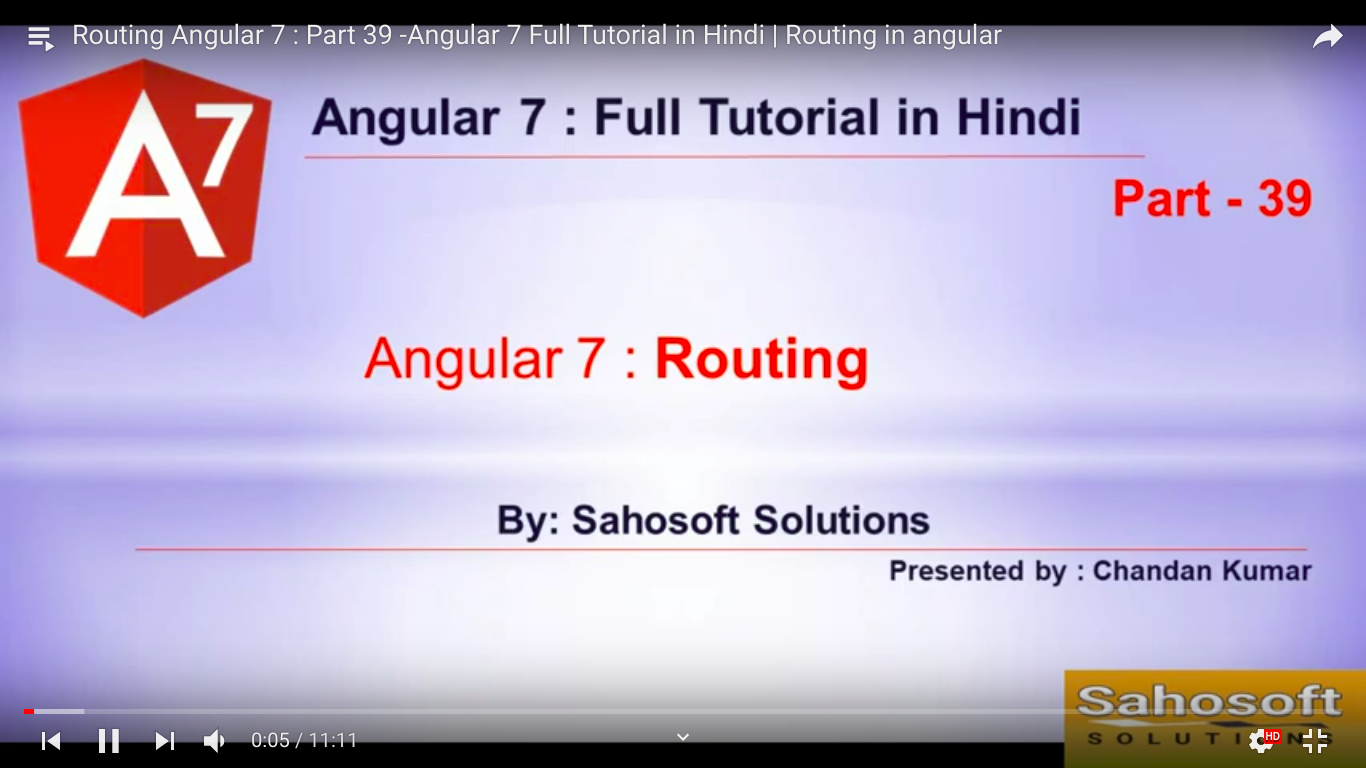 Routing Angular 7 : Part 39 -Angular 7 Full Tutorial in Hindi | Routing in angular
A7
Angular 7 : Full Tutorial in Hindi
Part - 39
Angular 7 : Routing
By: Sahosoft Solutions
Presented by : Chandan Kumar
Sahosoft
SOLUTIONS
0:05 / 11:11
HD